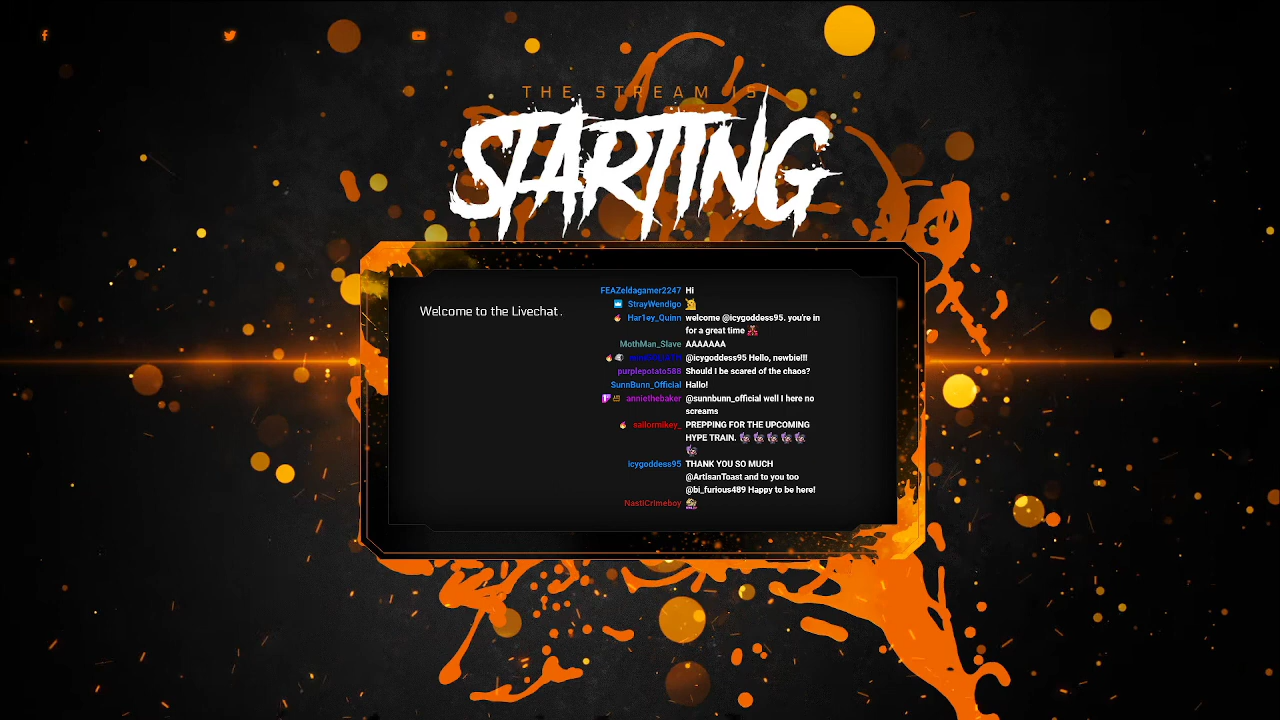 THE STREAM IS
STARTING
Welcome to the Livechat.
FEAZeldagamer2247 Hi
StrayWendigo
Har1ey_Quinn welcome @icygoddess95. you're in
for a great time
MothMan_Slave AAAAAAA
@icygoddess95 Hello, newbie!!!
purplepotato588 Should I be scared of the chaos?
SunnBunn_Official Hallo!
anniethebaker @sunnbunn_official well I here no
screams
sailormikey_ PREPPING FOR THE UPCOMING
HYPE TRAIN.
icygoddess95 THANK YOU SO MUCH
@ArtisanToast and to you too
@bi_furious489 Happy to be here!
NastiCrimeboy